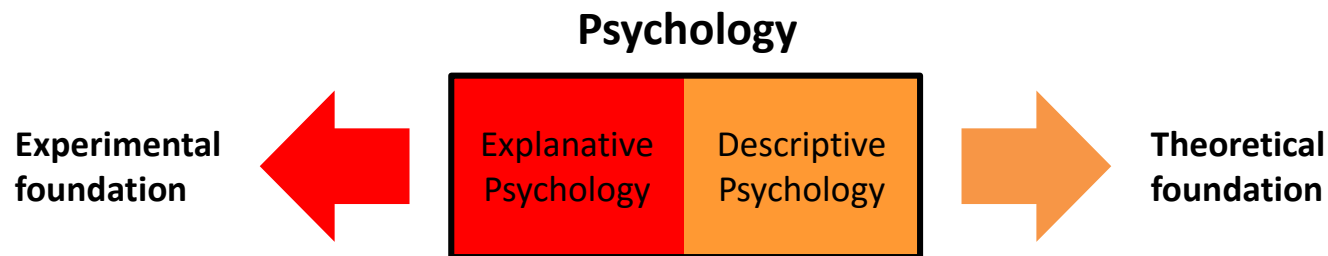 Psychology
Experimental
foundation
Explanative
Psychology
Descriptive
Psychology
Theoretical
foundation